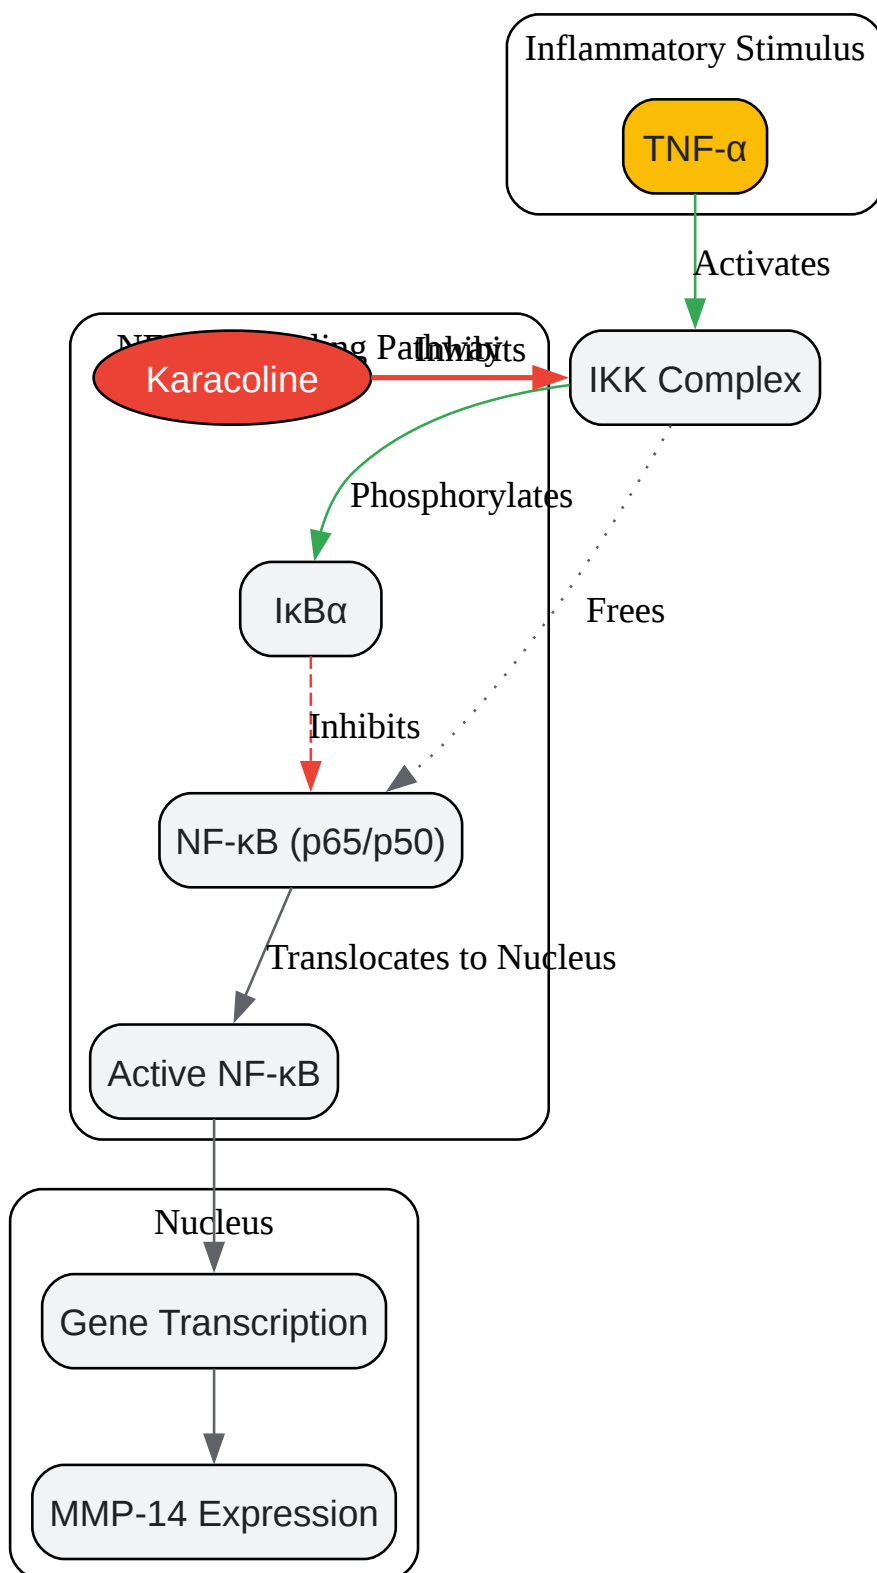 Inflammatory Stimulus
TNF-α
Activates
Pathway
Inhibits
Karacoline
IKK Complex
Phosphorylates
IκBα
Frees
Inhibits
NF-κB (p65/p50)
Translocates to Nucleus
Active NF-κB
Nucleus
Gene Transcription
MMP-14 Expression